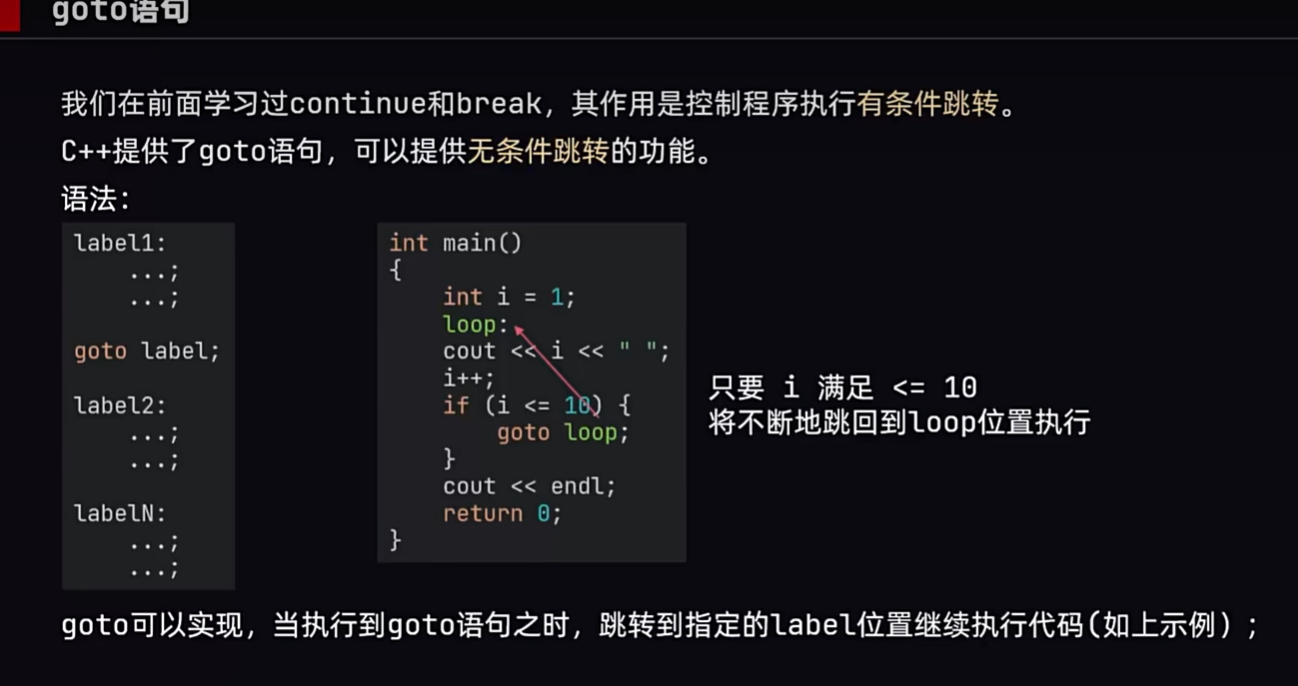 goto语句
我们在前面学习过continue和break，其作用是控制程序执行有条件跳转。
C++提供了goto语句，可以提供无条件跳转的功能。
语法：
label1:
...;
...;
goto label;
label2:
...;
...;
labelN:
...;
...;
int main()
{
int i = 1;
loop:
cout << i << " ";
i++;
if (i <= 10) {
goto loop;
}
cout << endl;
return 0;
}
只要 i 满足 <= 10
将不断地跳回到loop位置执行
goto可以实现，当执行到goto语句之时，跳转到指定的label位置继续执行代码(如上示例)；